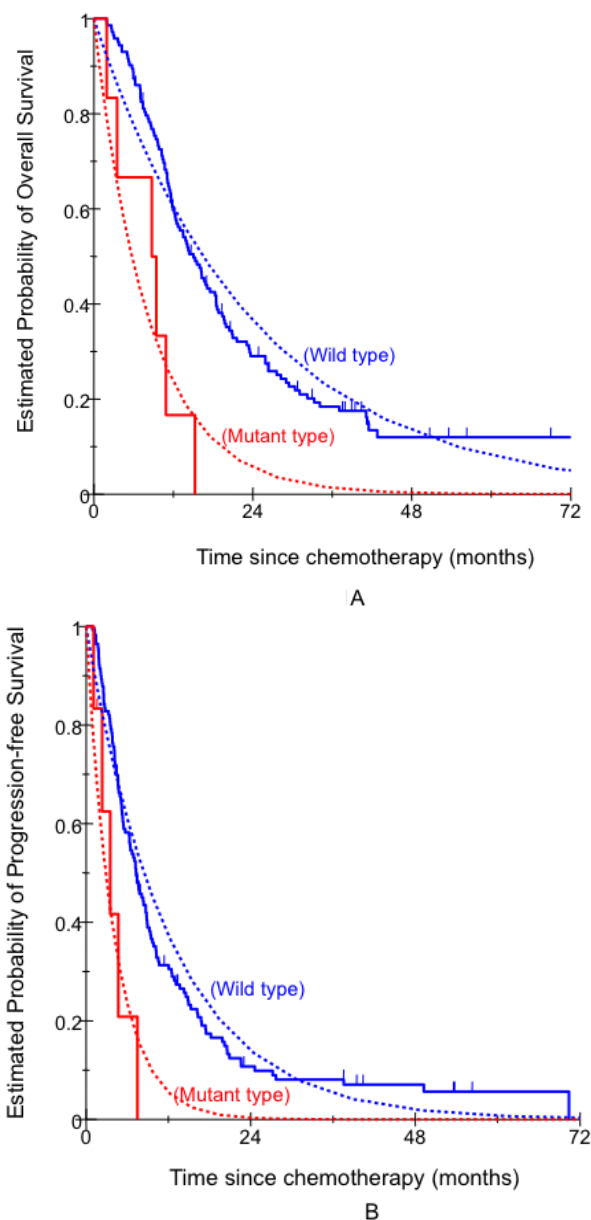 Estimated Probability of Overall Survival
1
0.8
0.6
0.4
0.2
0
(Wild type)
(Mutant type)
0 24 48 72
Time since chemotherapy (months)
A
Estimated Probability of Progression-free Survival
1
0.8
0.6
0.4
0.2
0
(Wild type)
(Mutant type)
0 24 48 72
Time since chemotherapy (months)
B